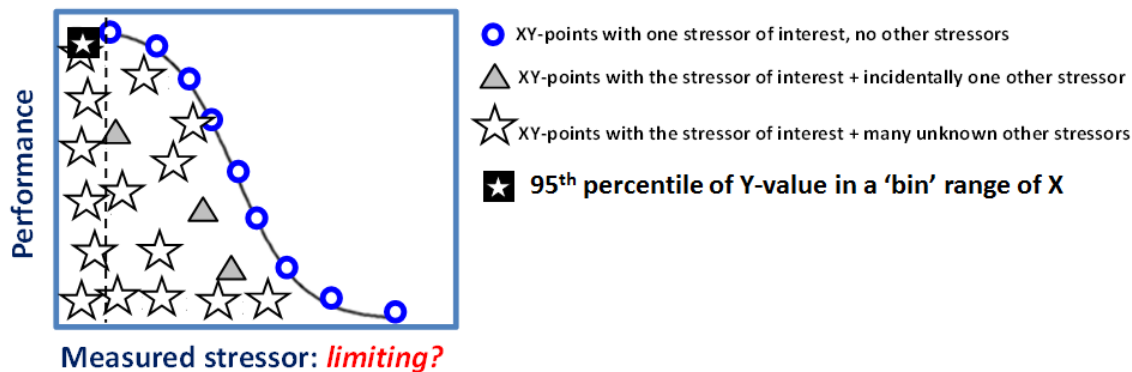 Performance
Measured stressor: limiting?
XY-points with one stressor of interest, no other stressors
XY-points with the stressor of interest + incidentally one other stressor
XY-points with the stressor of interest + many unknown other stressors
95th percentile of Y-value in a ‘bin’ range of X